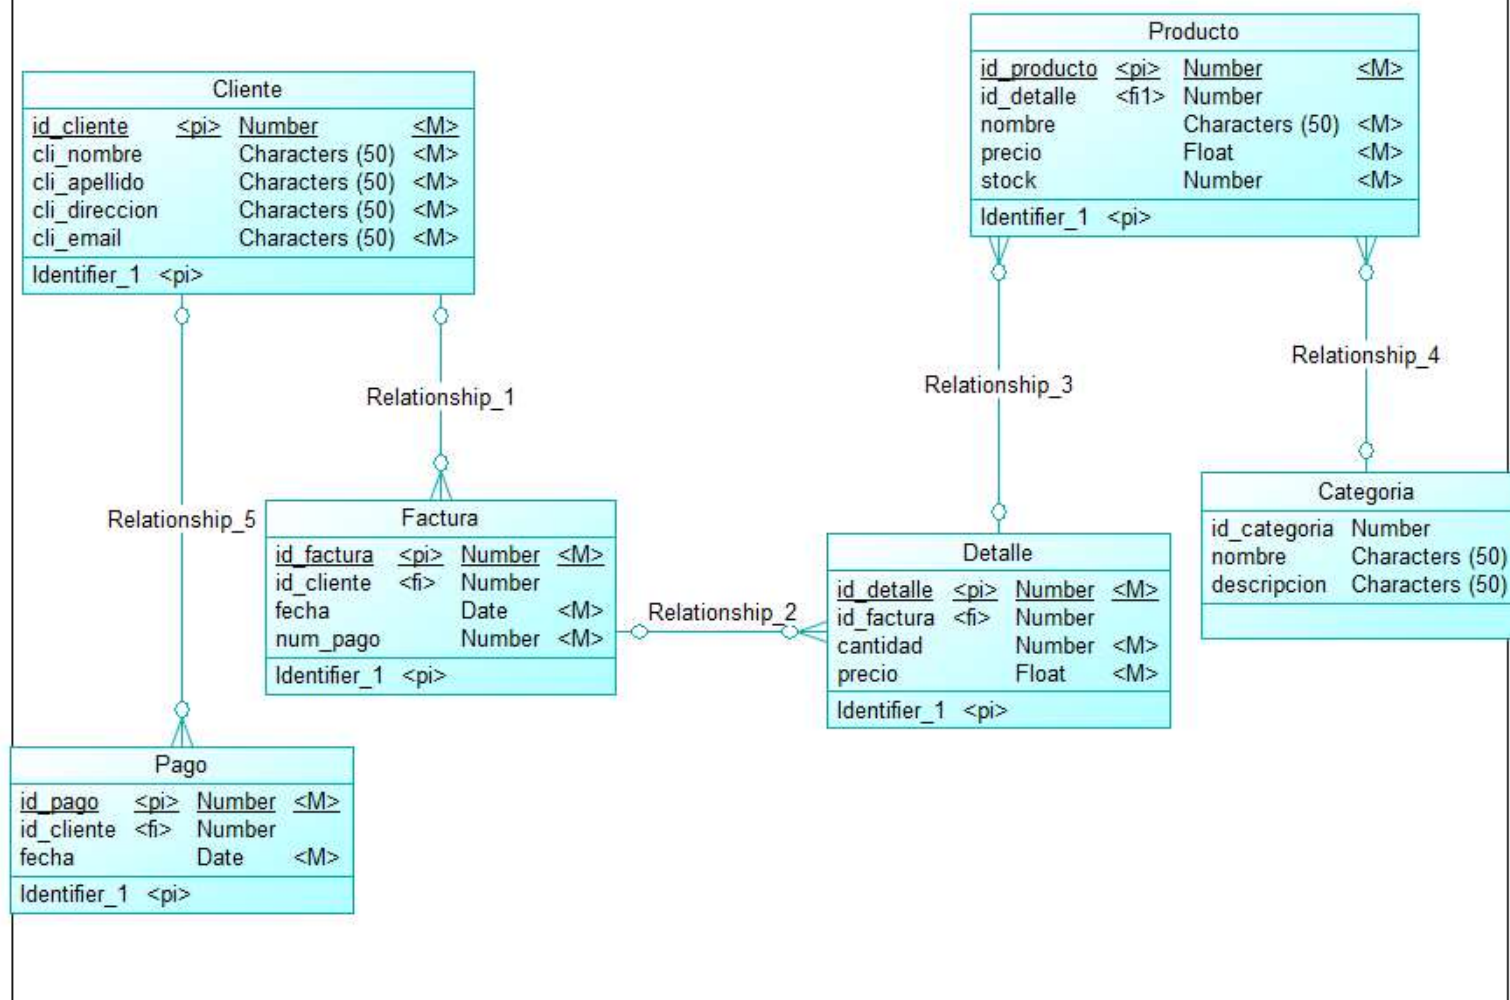 Cliente
id_cliente <pi> Number <M>
cli_nombre Characters (50) <M>
cli_apellido Characters (50) <M>
cli_direccion Characters (50) <M>
cli_email Characters (50) <M>
Identifier_1 <pi>
Producto
id_producto <pi> Number <M>
id_detalle <fi1> Number
nombre Characters (50) <M>
precio Float <M>
stock Number <M>
Identifier_1 <pi>
Relationship_1
Relationship_3
Relationship_4
Relationship_5
Factura
id_factura <pi> Number <M>
id_cliente <fi> Number
fecha Date <M>
num_pago Number <M>
Identifier_1 <pi>
Relationship_2
Detalle
id_detalle <pi> Number <M>
id_factura <fi> Number
cantidad Number <M>
precio Float <M>
Identifier_1 <pi>
Categoria
id_categoria Number
nombre Characters (50)
descripcion Characters (50)
Pago
id_pago <pi> Number <M>
id_cliente <fi> Number
fecha Date <M>
Identifier_1 <pi>